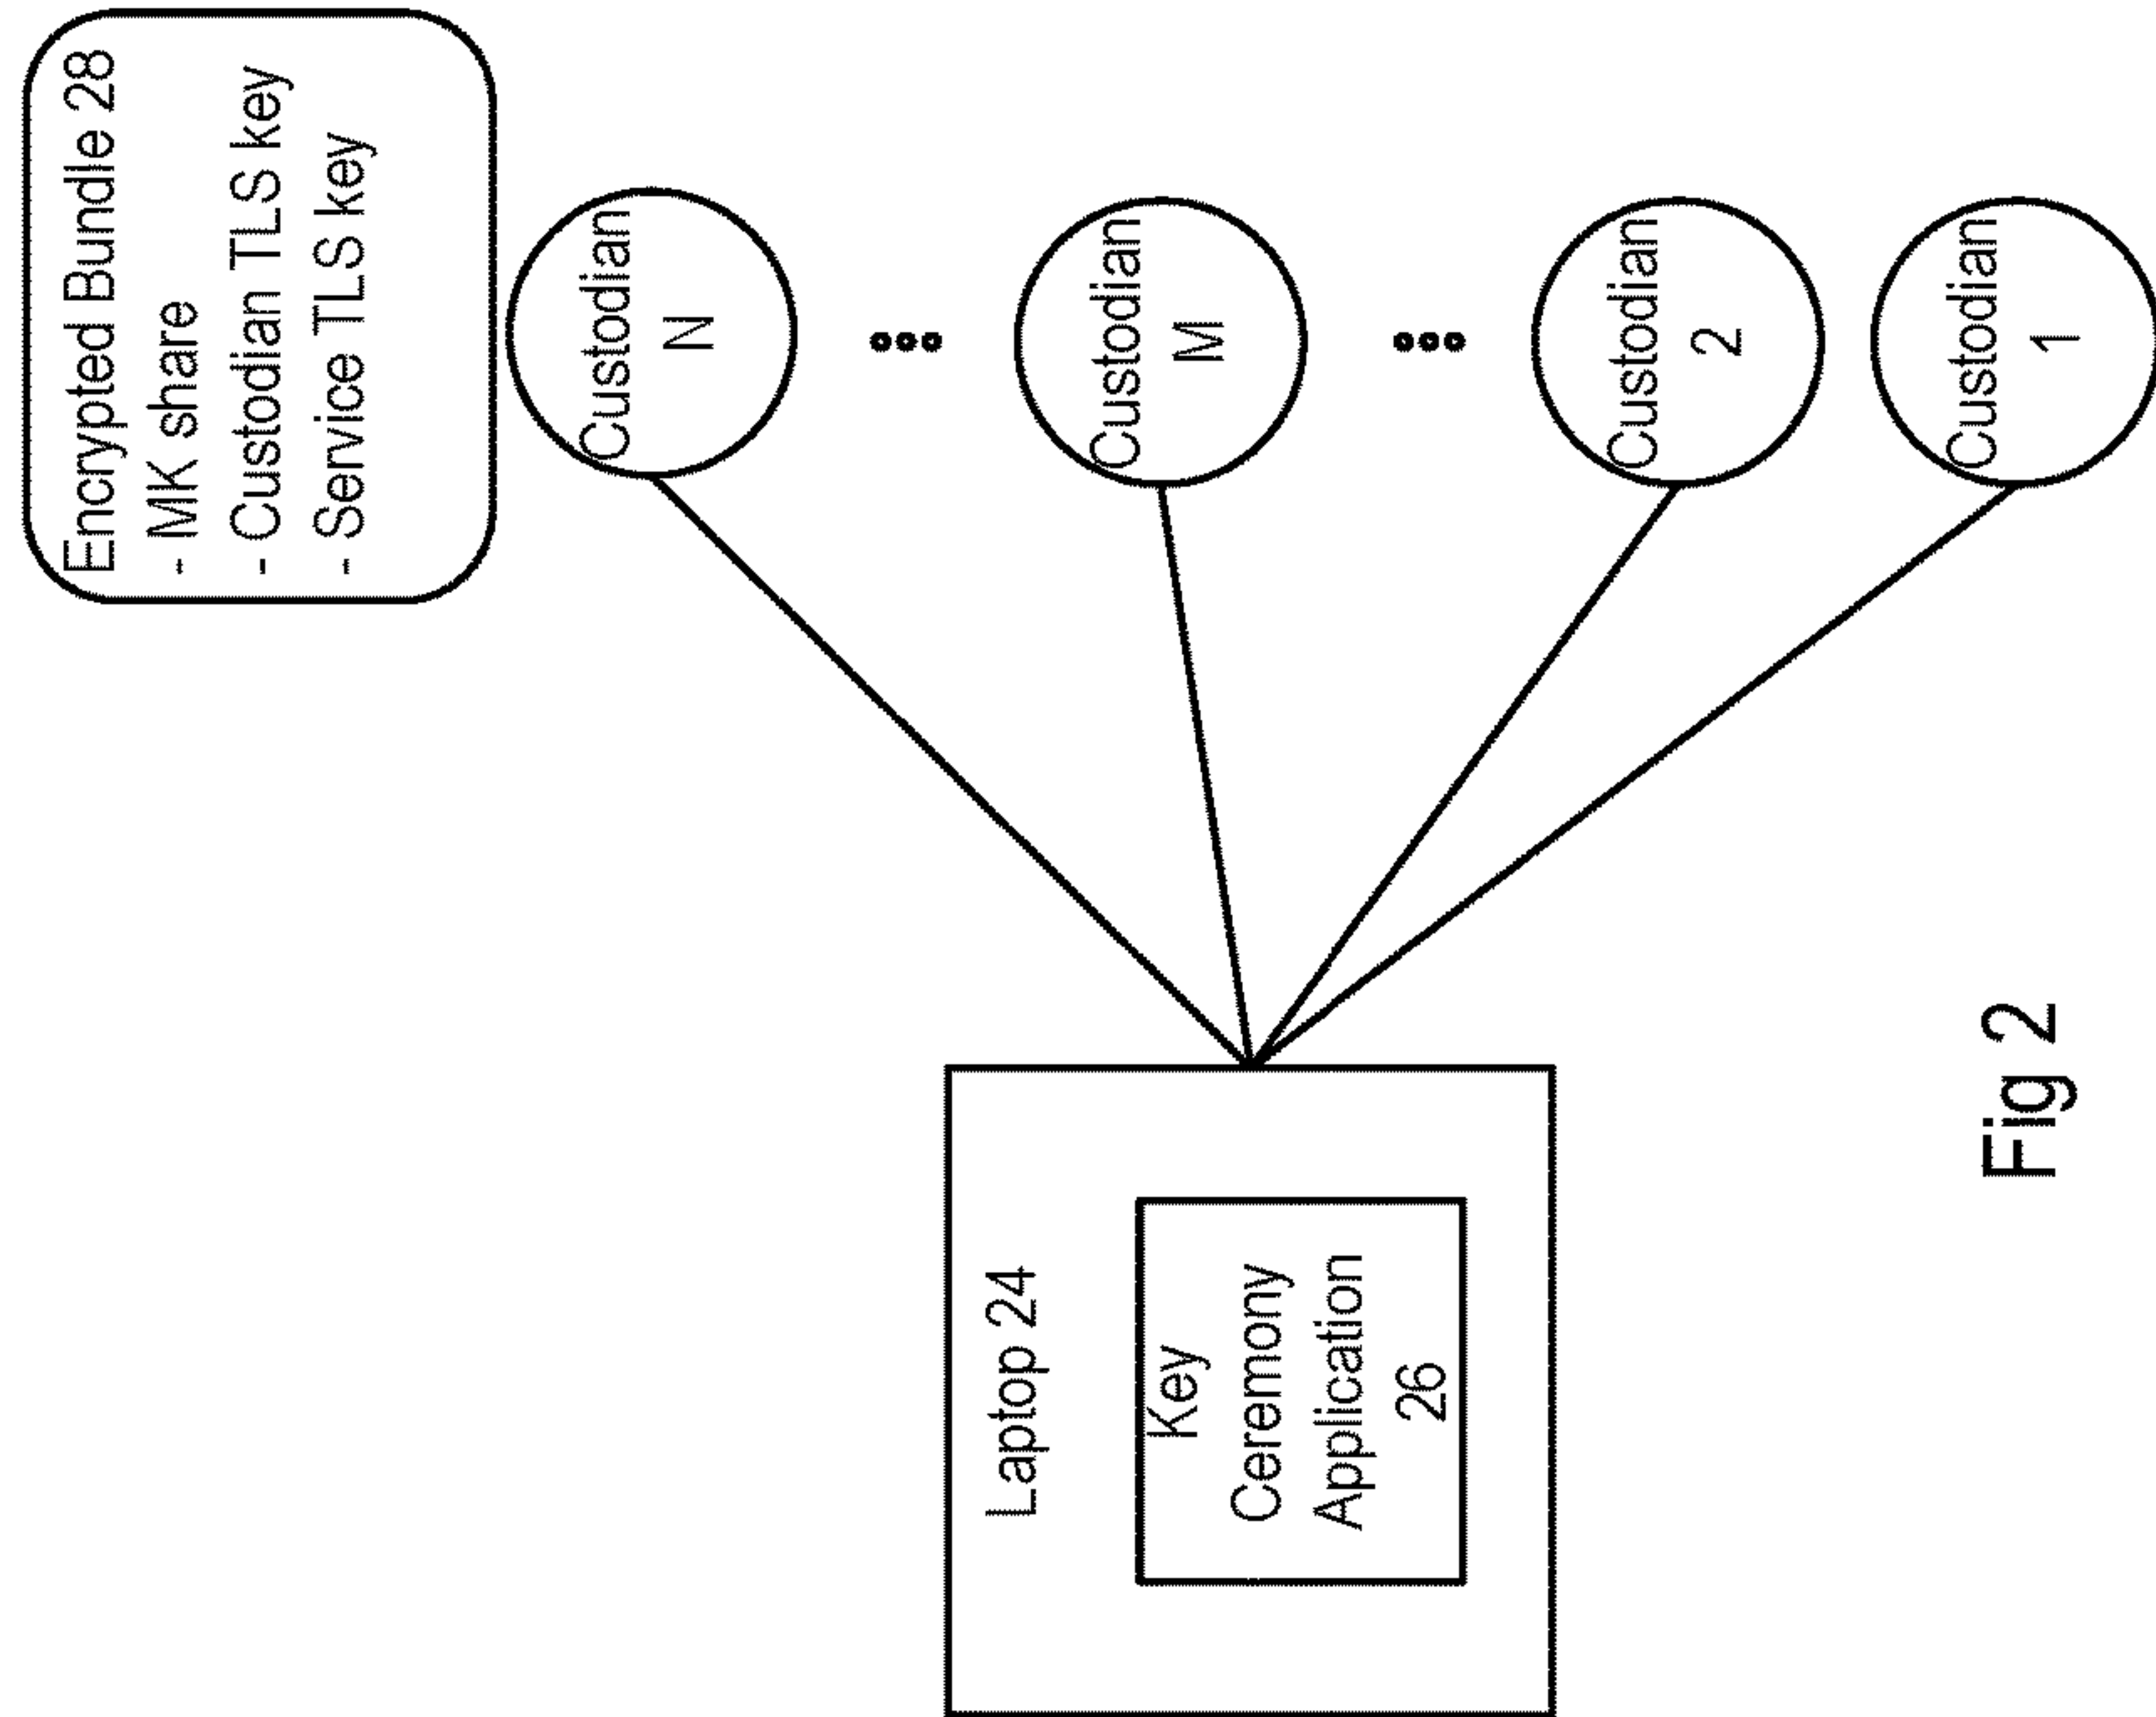 Encrypted Bundle 28
- MK share
- Custodian TLS key
- Service TLS key
Custodian
N
Custodian
M
Custodian
2
Custodian
1
Laptop 24
Key
Ceremony
Application
26
Fig 2